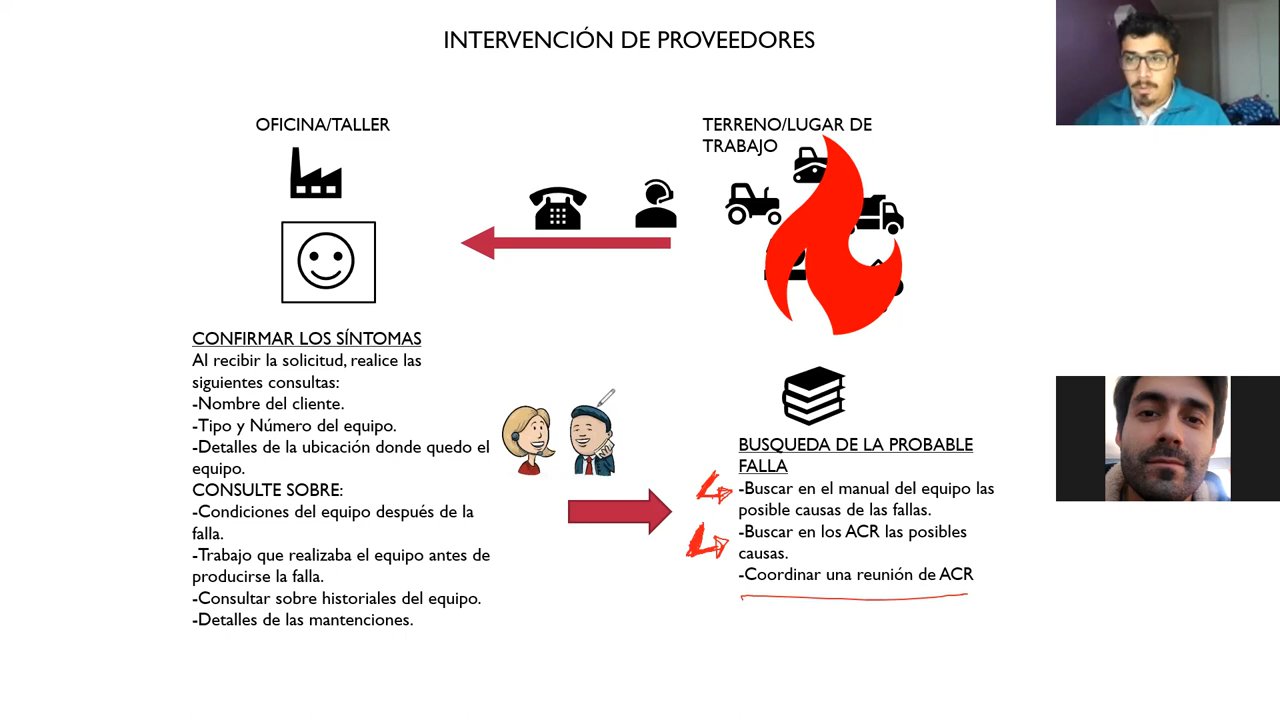 INTERVENCIÓN DE PROVEEDORES
OFICINA/TALLER
TERRENO/LUGAR DE
TRABAJO
CONFIRMAR LOS SÍNTOMAS
Al recibir la solicitud, realice las
siguientes consultas:
-Nombre del cliente.
-Tipo y Número del equipo.
-Detalles de la ubicación donde quedo el
equipo.
CONSULTE SOBRE:
-Condiciones del equipo después de la
falla.
-Trabajo que realizaba el equipo antes de
producirse la falla.
-Consultar sobre historiales del equipo.
-Detalles de las mantenciones.
BUSQUEDA DE LA PROBABLE
FALLA
-Buscar en el manual del equipo las
posible causas de las fallas.
-Buscar en los ACR las posibles
causas.
-Coordinar una reunión de ACR